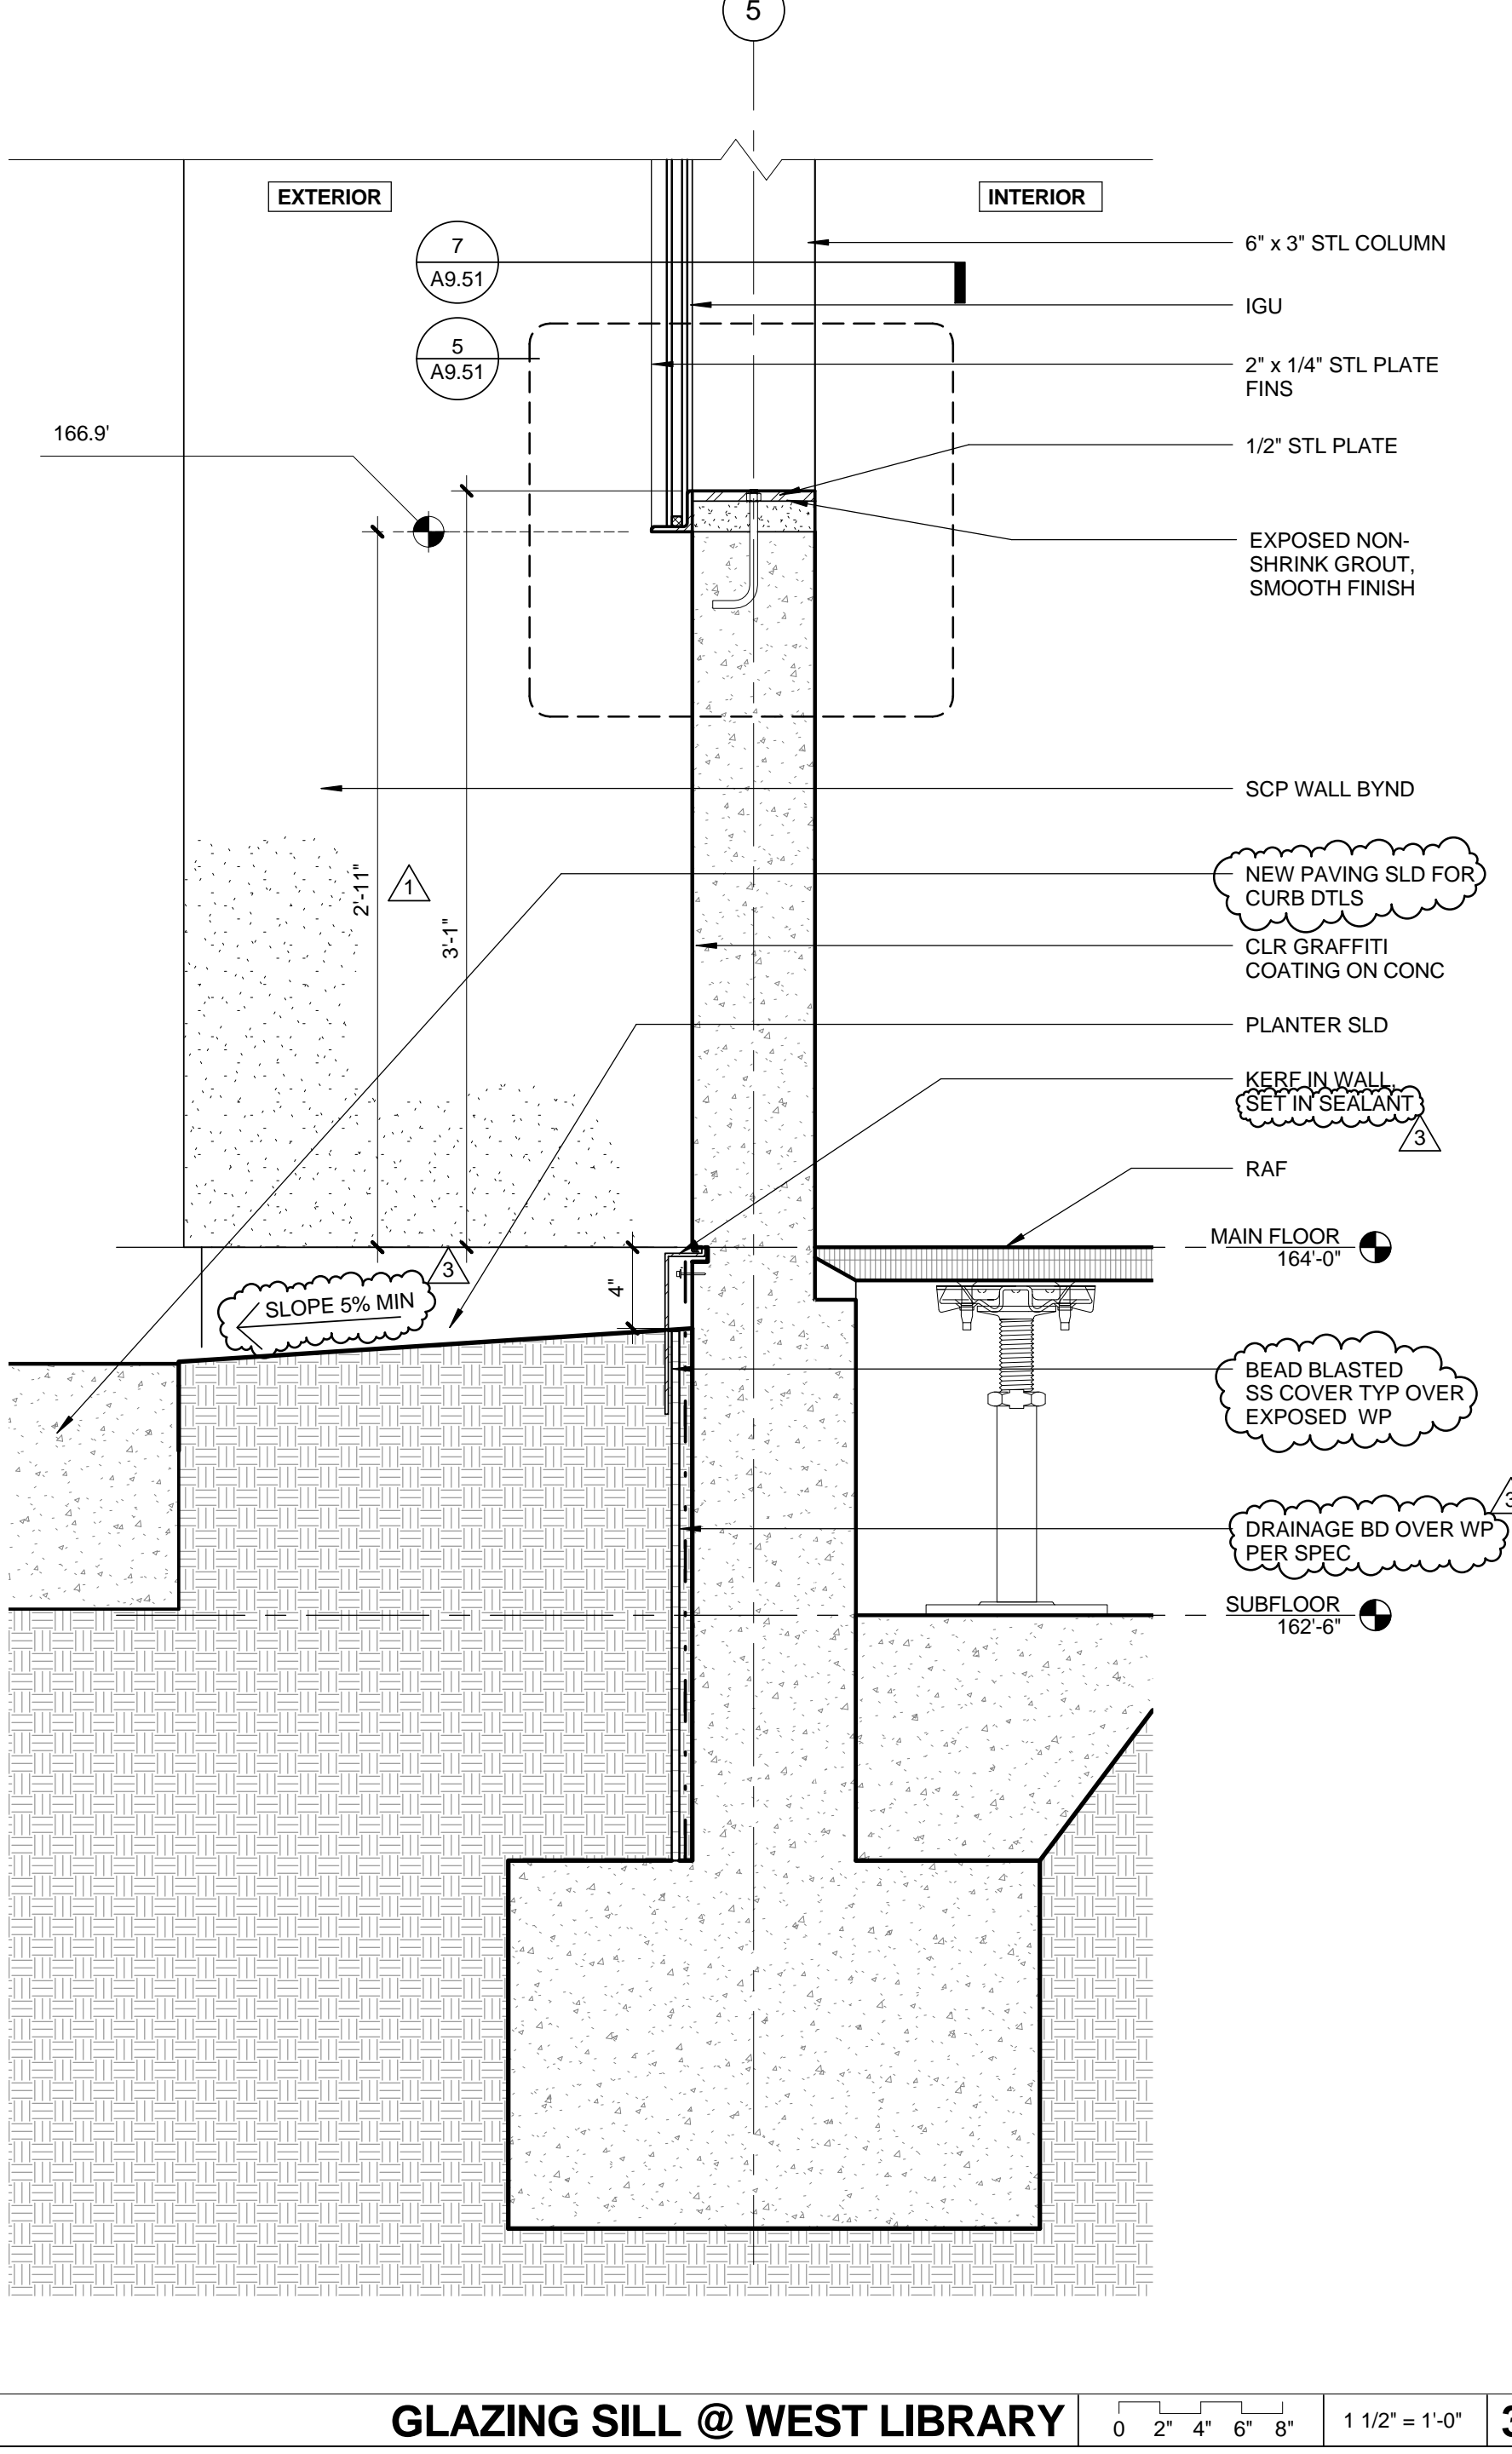 5
EXTERIOR
INTERIOR
7
A9.51
5
A9.51
6" x 3" STL COLUMN
IGU
2" x 1/4" STL PLATE
FINS
1/2" STL PLATE
166.9'
EXPOSED NON-
SHRINK GROUT,
SMOOTH FINISH
SCP WALL BYND
2'-11"
1
3'-1"
NEW PAVING SLD FOR
CURB DTLS
CLR GRAFFITI
COATING ON CONC
PLANTER SLD
KERF IN WALL,
SET IN SEALANT
3
RAF
MAIN FLOOR
164'-0"
3
SLOPE 5% MIN
4"
BEAD BLASTED
SS COVER TYP OVER
EXPOSED WP
3
DRAINAGE BD OVER WP
PER SPEC
SUBFLOOR
162'-6"
GLAZING SILL @ WEST LIBRARY
0 2" 4" 6" 8"
1 1/2" = 1'-0"
3